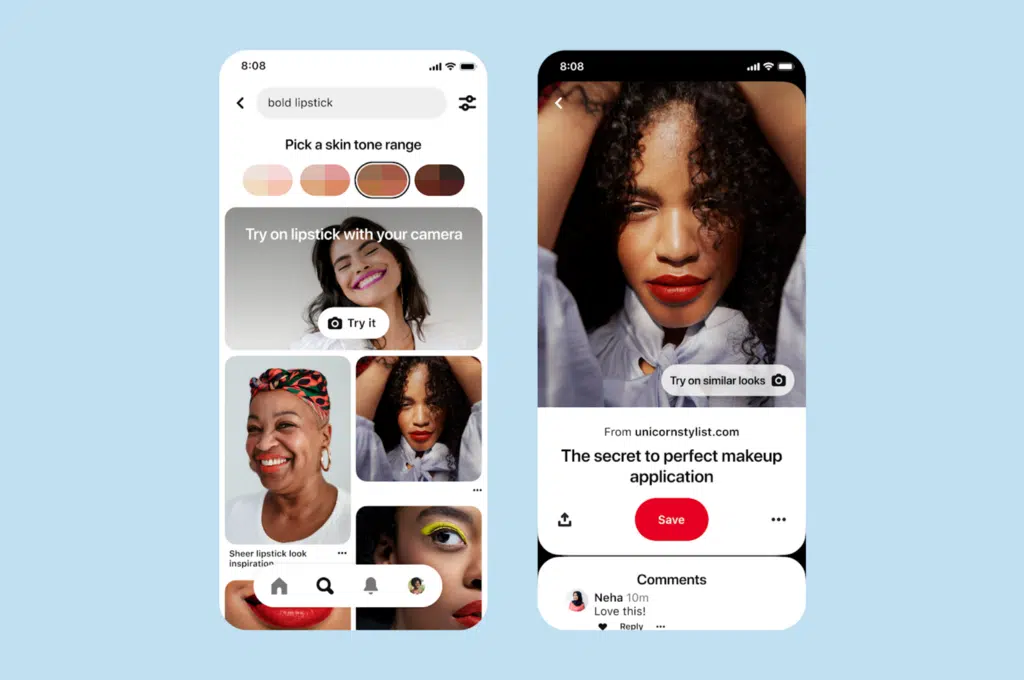 8:08
bold lipstick
Pick a skin tone range
Try on lipstick with your camera
Try it
Sheer lipstick look
inspiration
8:08
Try on similar looks
From unicornstylist.com
The secret to perfect makeup
application
Save
Comments
Neha 10m
Love this!
Reply